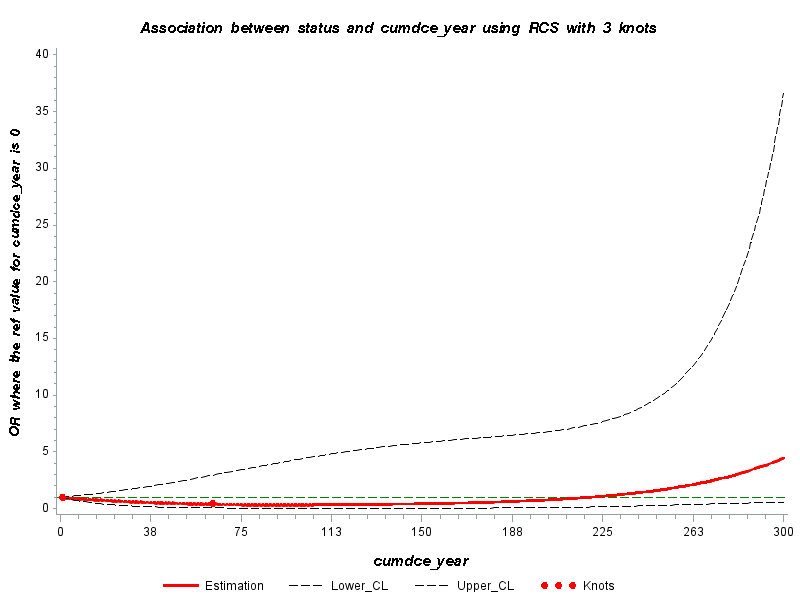 Association between status and cumdce_year using RCS with 3 knots
OR where the ref value for cumdce_year is 0
40
35
30
25
20
15
10
5
0
0 38 75 113 150 188 225 263 300
cumdce_year
Estimation Lower_CL Upper_CL Knots